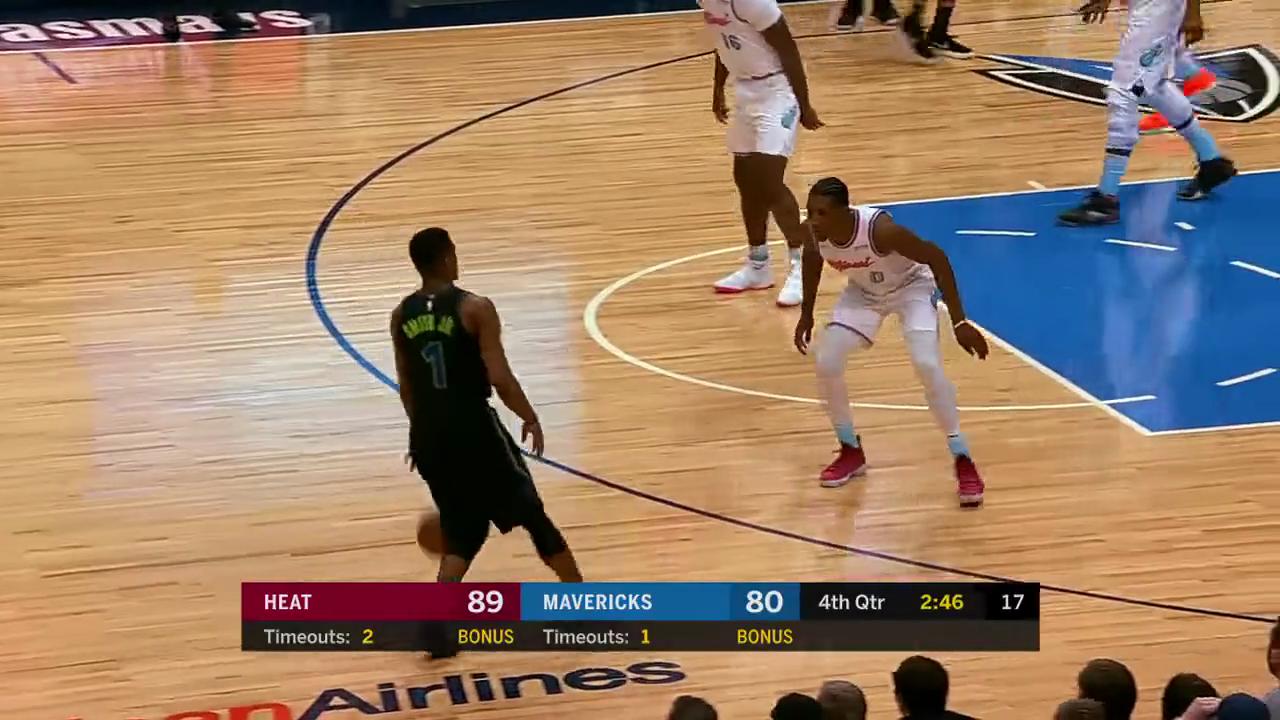 16
0
SMITH JR.
1
HEAT 89 MAVERICKS 80 4th Qtr 2:46 17
Timeouts: 2 BONUS Timeouts: 1 BONUS
Airlines